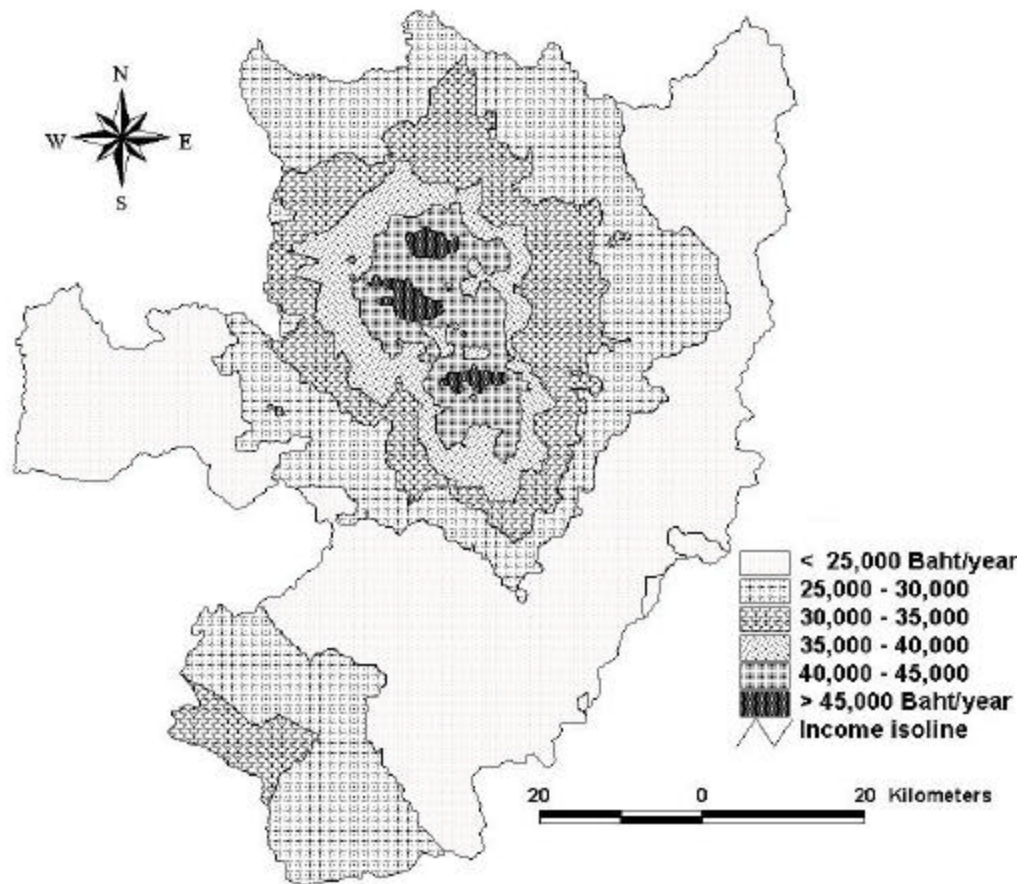 N
W E
S
< 25,000 Baht/year
25,000 - 30,000
30,000 - 35,000
35,000 - 40,000
40,000 - 45,000
> 45,000 Baht/year
Income isoline
20 0 20 Kilometers